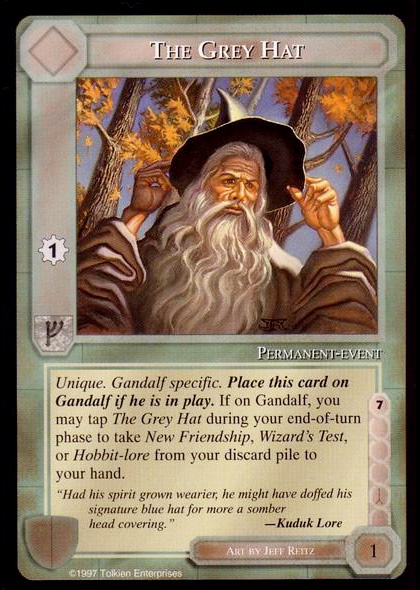 The Grey Hat
1
Permanent-event
Unique. Gandalf specific. Place this card on
Gandalf if he is in play. If on Gandalf, you
may tap The Grey Hat during your end-of-turn
phase to take New Friendship, Wizard's Test,
or Hobbit-lore from your discard pile to
your hand.
7
"Had his spirit grown wearier, he might have doffed his
signature blue hat for more a somber
head covering."
—Kuduk Lore
Art by Jeff Reitz
1
©1997 Tolkien Enterprises